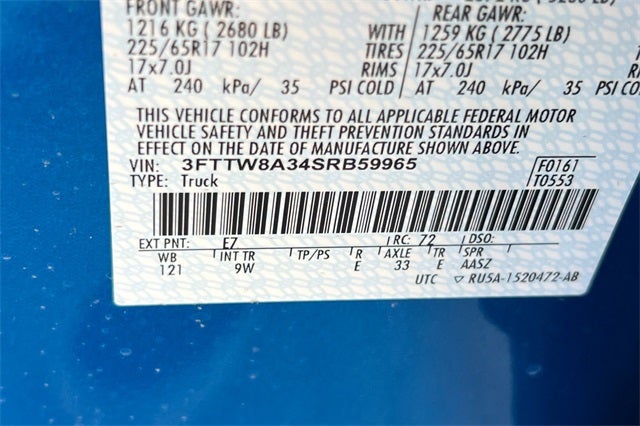 FRONT GAWR: REAR GAWR:
1216 KG ( 2680 LB) WITH 1259 KG ( 2775 LB)
225/65R17 102H TIRES 225/65R17 102H
17x7.0J RIMS 17x7.0J
AT 240 kPa/ 35 PSI COLD AT 240 kPa/ 35 PSI
THIS VEHICLE CONFORMS TO ALL APPLICABLE FEDERAL MOTOR
VEHICLE SAFETY AND THEFT PREVENTION STANDARDS IN
EFFECT ON THE DATE OF MANUFACTURE SHOWN ABOVE.
VIN: 3FTTW8A34SRB59965 F0161
TYPE: Truck T0553
EXT PNT: E7 RC: 72 DSO:
WB INT TR TP/PS R AXLE TR SPR
121 9W E 33 E AASZ
UTC ▽ RU5A-1520472-AB